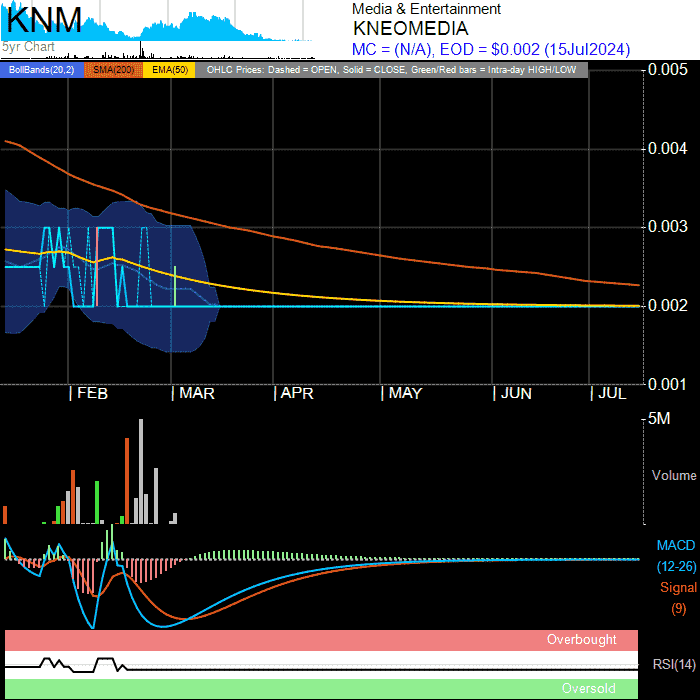 KNM
5yr Chart
Media & Entertainment
KNEOMEDIA
MC = (N/A), EOD = $0.002 (15Jul2024)
BollBands(20,2) SMA(200) EMA(50) OHLC Prices: Dashed = OPEN, Solid = CLOSE, Green/Red bars = Intra-day HIGH/LOW
0.005
0.004
0.003
0.002
0.001
FEB MAR APR MAY JUN JUL
5M
Volume
MACD
(12-26)
Signal
(9)
Overbought
RSI(14)
Oversold